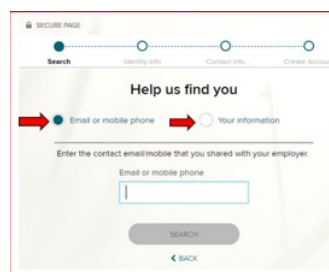 SECURE PAGE
Search Identity Info Contact Info Create Accou
Help us find you
Email or mobile phone Your information
Enter the contact email/mobile that you shared with your employer.
Email or mobile phone
SEARCH
< BACK